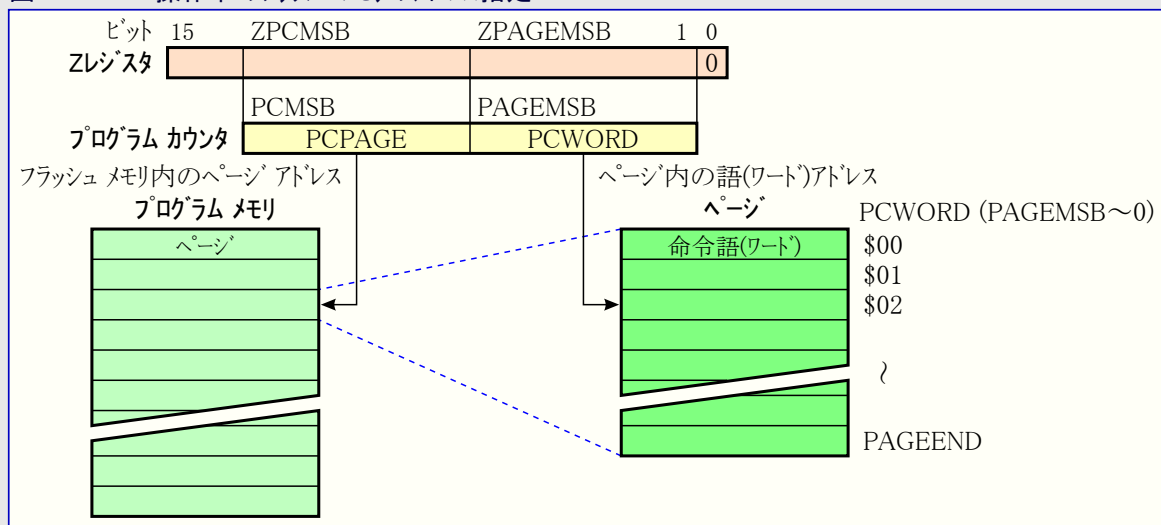 ビット 15 ZPCMSB ZPAGEMSB 1 0
Zレジスタ 0
PCMSB PAGEMSB
プログラム カウンタ PCPAGE PCWORD
フラッシュ メモリ内のページ アドレス ページ内の語(ワード)アドレス
プログラム メモリ ページ PCWORD (PAGEMSB～0)
ページ 命令語(ワード) $00
$01
$02
～
PAGEEND